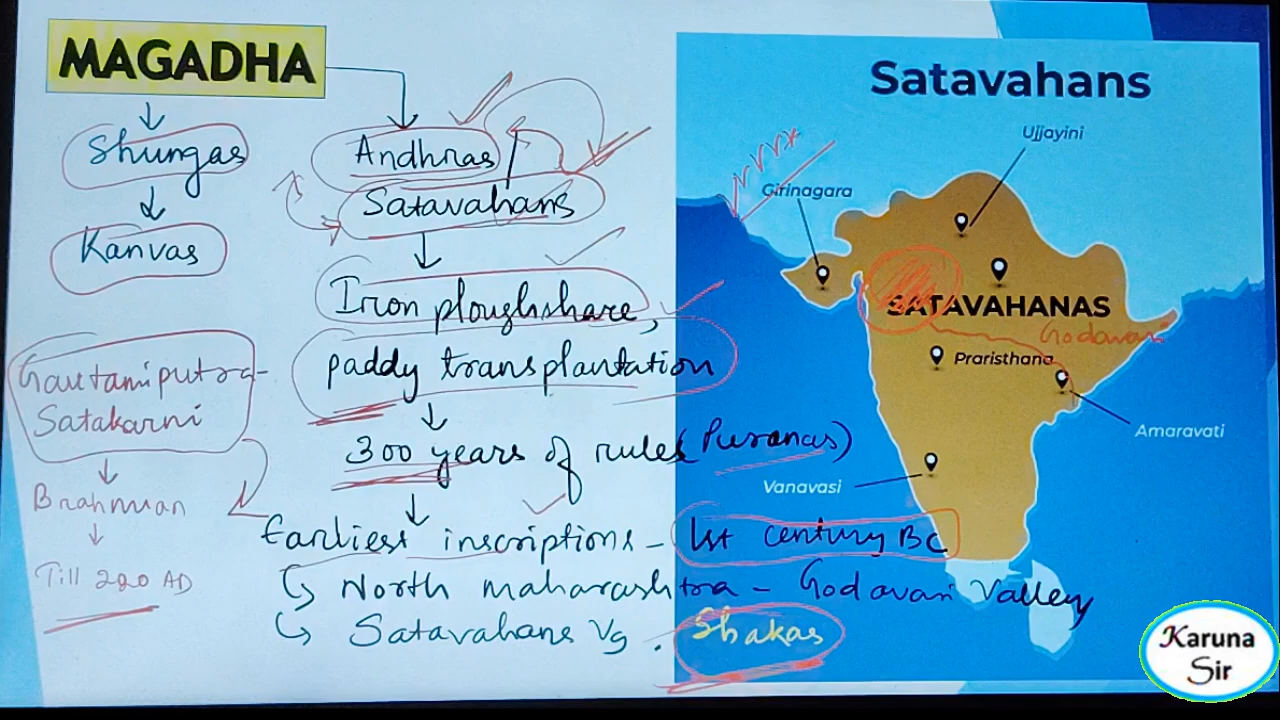 MAGADHA
Shungas
Kanvas
Andhras
Satavahans
Iron ploughshare,
paddy transplantation
300 years of rules (Puranas)
Earliest inscriptions - Ist century BC
North maharashtra - Godavari Valley
Satavahans Vs. Shakas
Gautamiputra-
Satakarni
Brahman
Till 220 AD
Satavahans
Ujjayini
Girinagara
SATAVAHANAS
Godavari
Praristhana
Amaravati
Vanavasi
Karuna
Sir